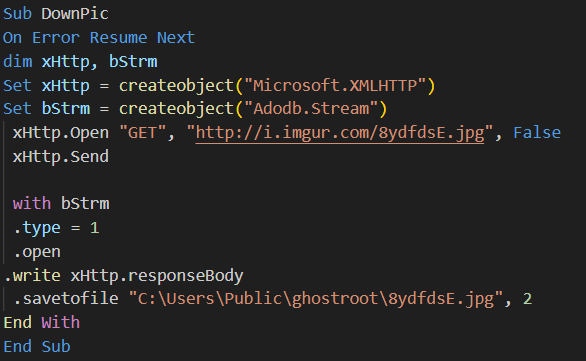 Sub DownPic
On Error Resume Next
dim xHttp, bStrm
Set xHttp = createobject("Microsoft.XMLHTTP")
Set bStrm = createobject("Adodb.Stream")
xHttp.Open "GET", "http://i.imgur.com/8ydfdsE.jpg", False
xHttp.Send
with bStrm
.type = 1
.open
.write xHttp.responseBody
.savetofile "C:\Users\Public\ghostroot\8ydfdsE.jpg", 2
End With
End Sub